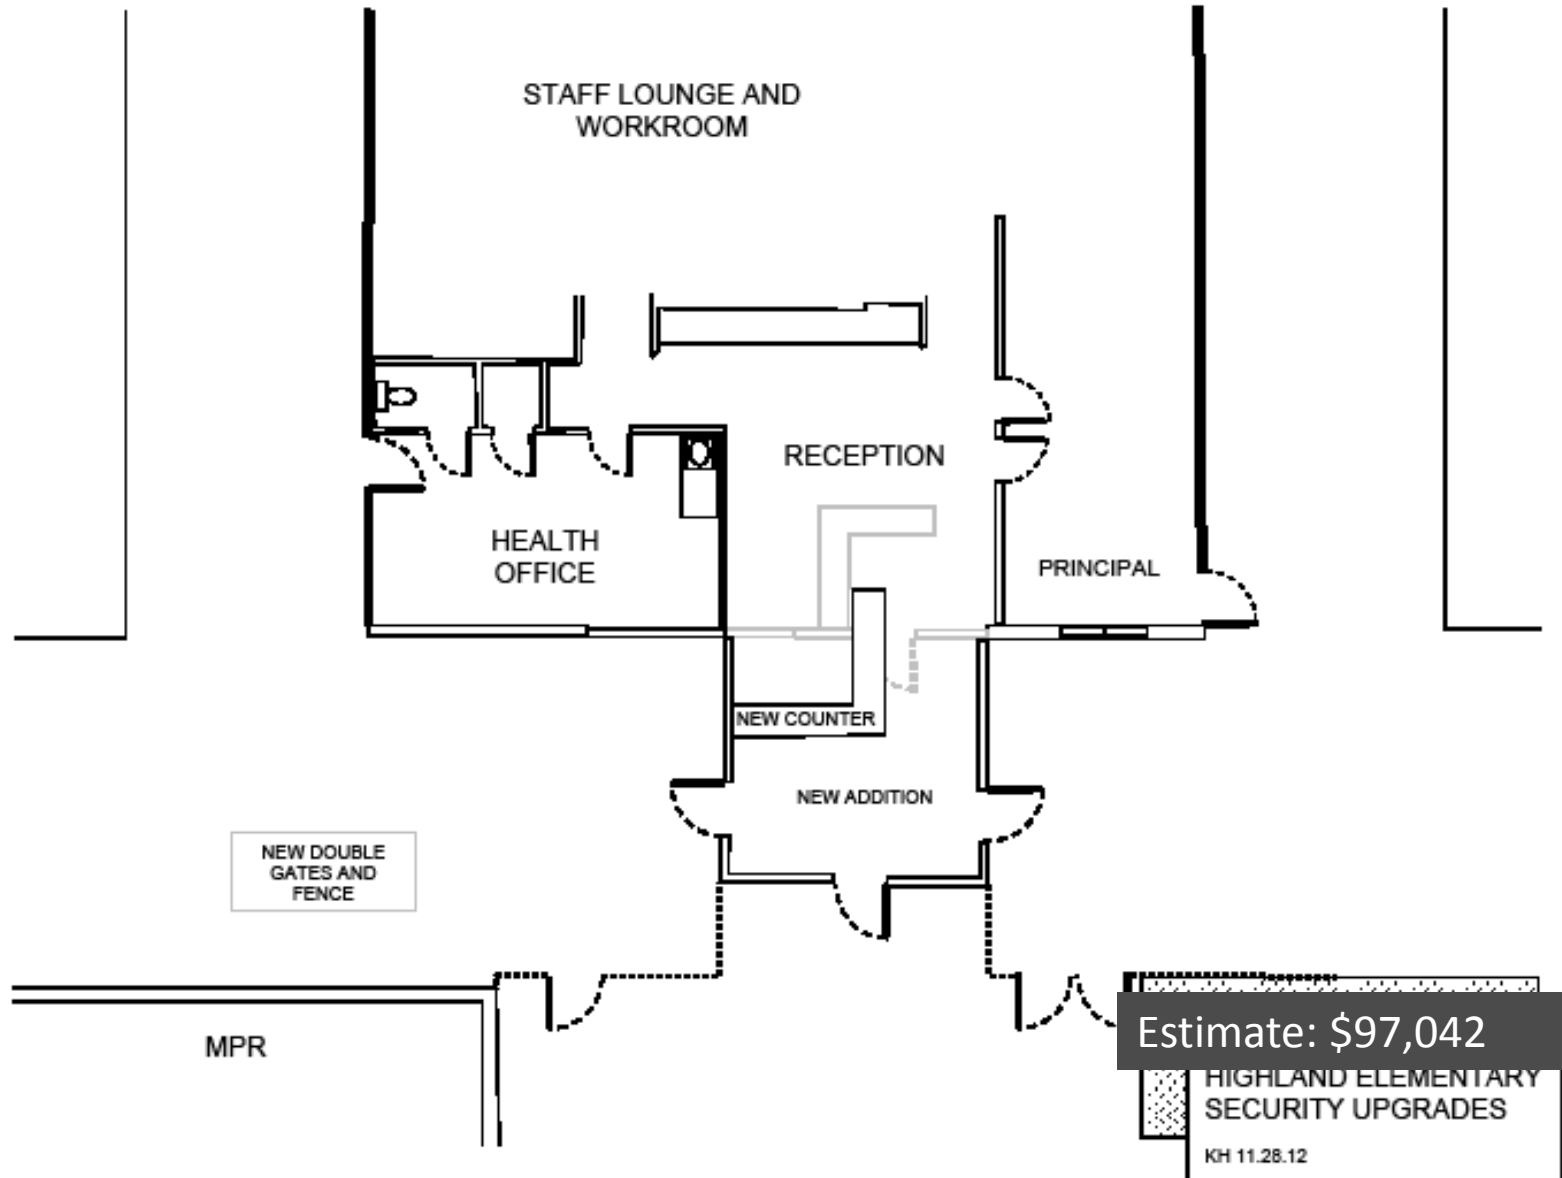 STAFF LOUNGE AND
WORKROOM
RECEPTION
HEALTH
OFFICE
PRINCIPAL
NEW COUNTER
NEW ADDITION
NEW DOUBLE
GATES AND
FENCE
MPR
Estimate: $97,042
HIGHLAND ELEMENTARY
SECURITY UPGRADES
KH 11.28.12